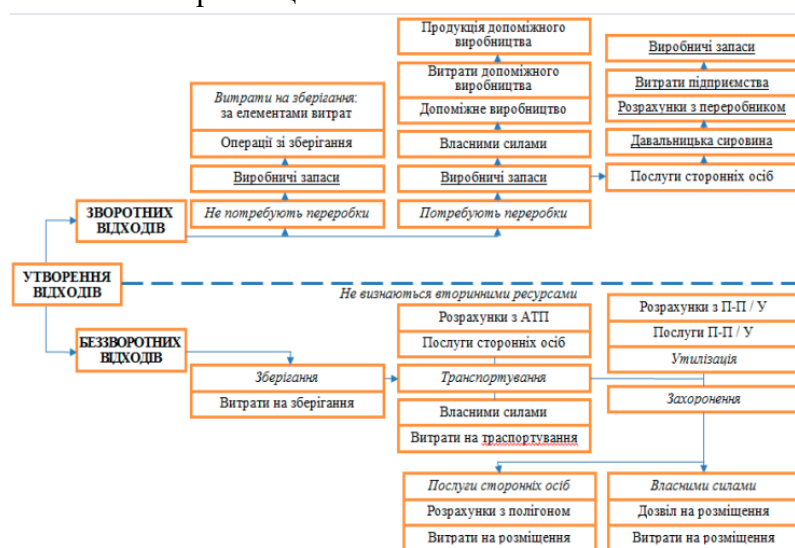 Продукція допоміжного
виробництва
Витрати допоміжного
виробництва
Допоміжне виробництво
Власними силами
Виробничі запаси
Потребують переробки
Виробничі запаси
Витрати підприємства
Розрахунки з переробником
Давальницька сировина
Послуги сторонніх осіб
Витрати на зберігання:
за елементами витрат
Операції зі зберігання
Виробничі запаси
Не потребують переробки
ЗВОРОТНИХ
ВІДХОДІВ
УТВОРЕННЯ
ВІДХОДІВ
Не визнаються вторинними ресурсами
БЕЗЗВОРОТНИХ
ВІДХОДІВ
Зберігання
Витрати на зберігання
Розрахунки з АТП
Послуги сторонніх осіб
Транспортування
Власними силами
Витрати на траспортування
Розрахунки з П-П / У
Послуги П-П / У
Утилізація
Захоронення
Послуги сторонніх осіб
Розрахунки з полігоном
Витрати на розміщення
Власними силами
Дозвіл на розміщення
Витрати на розміщення